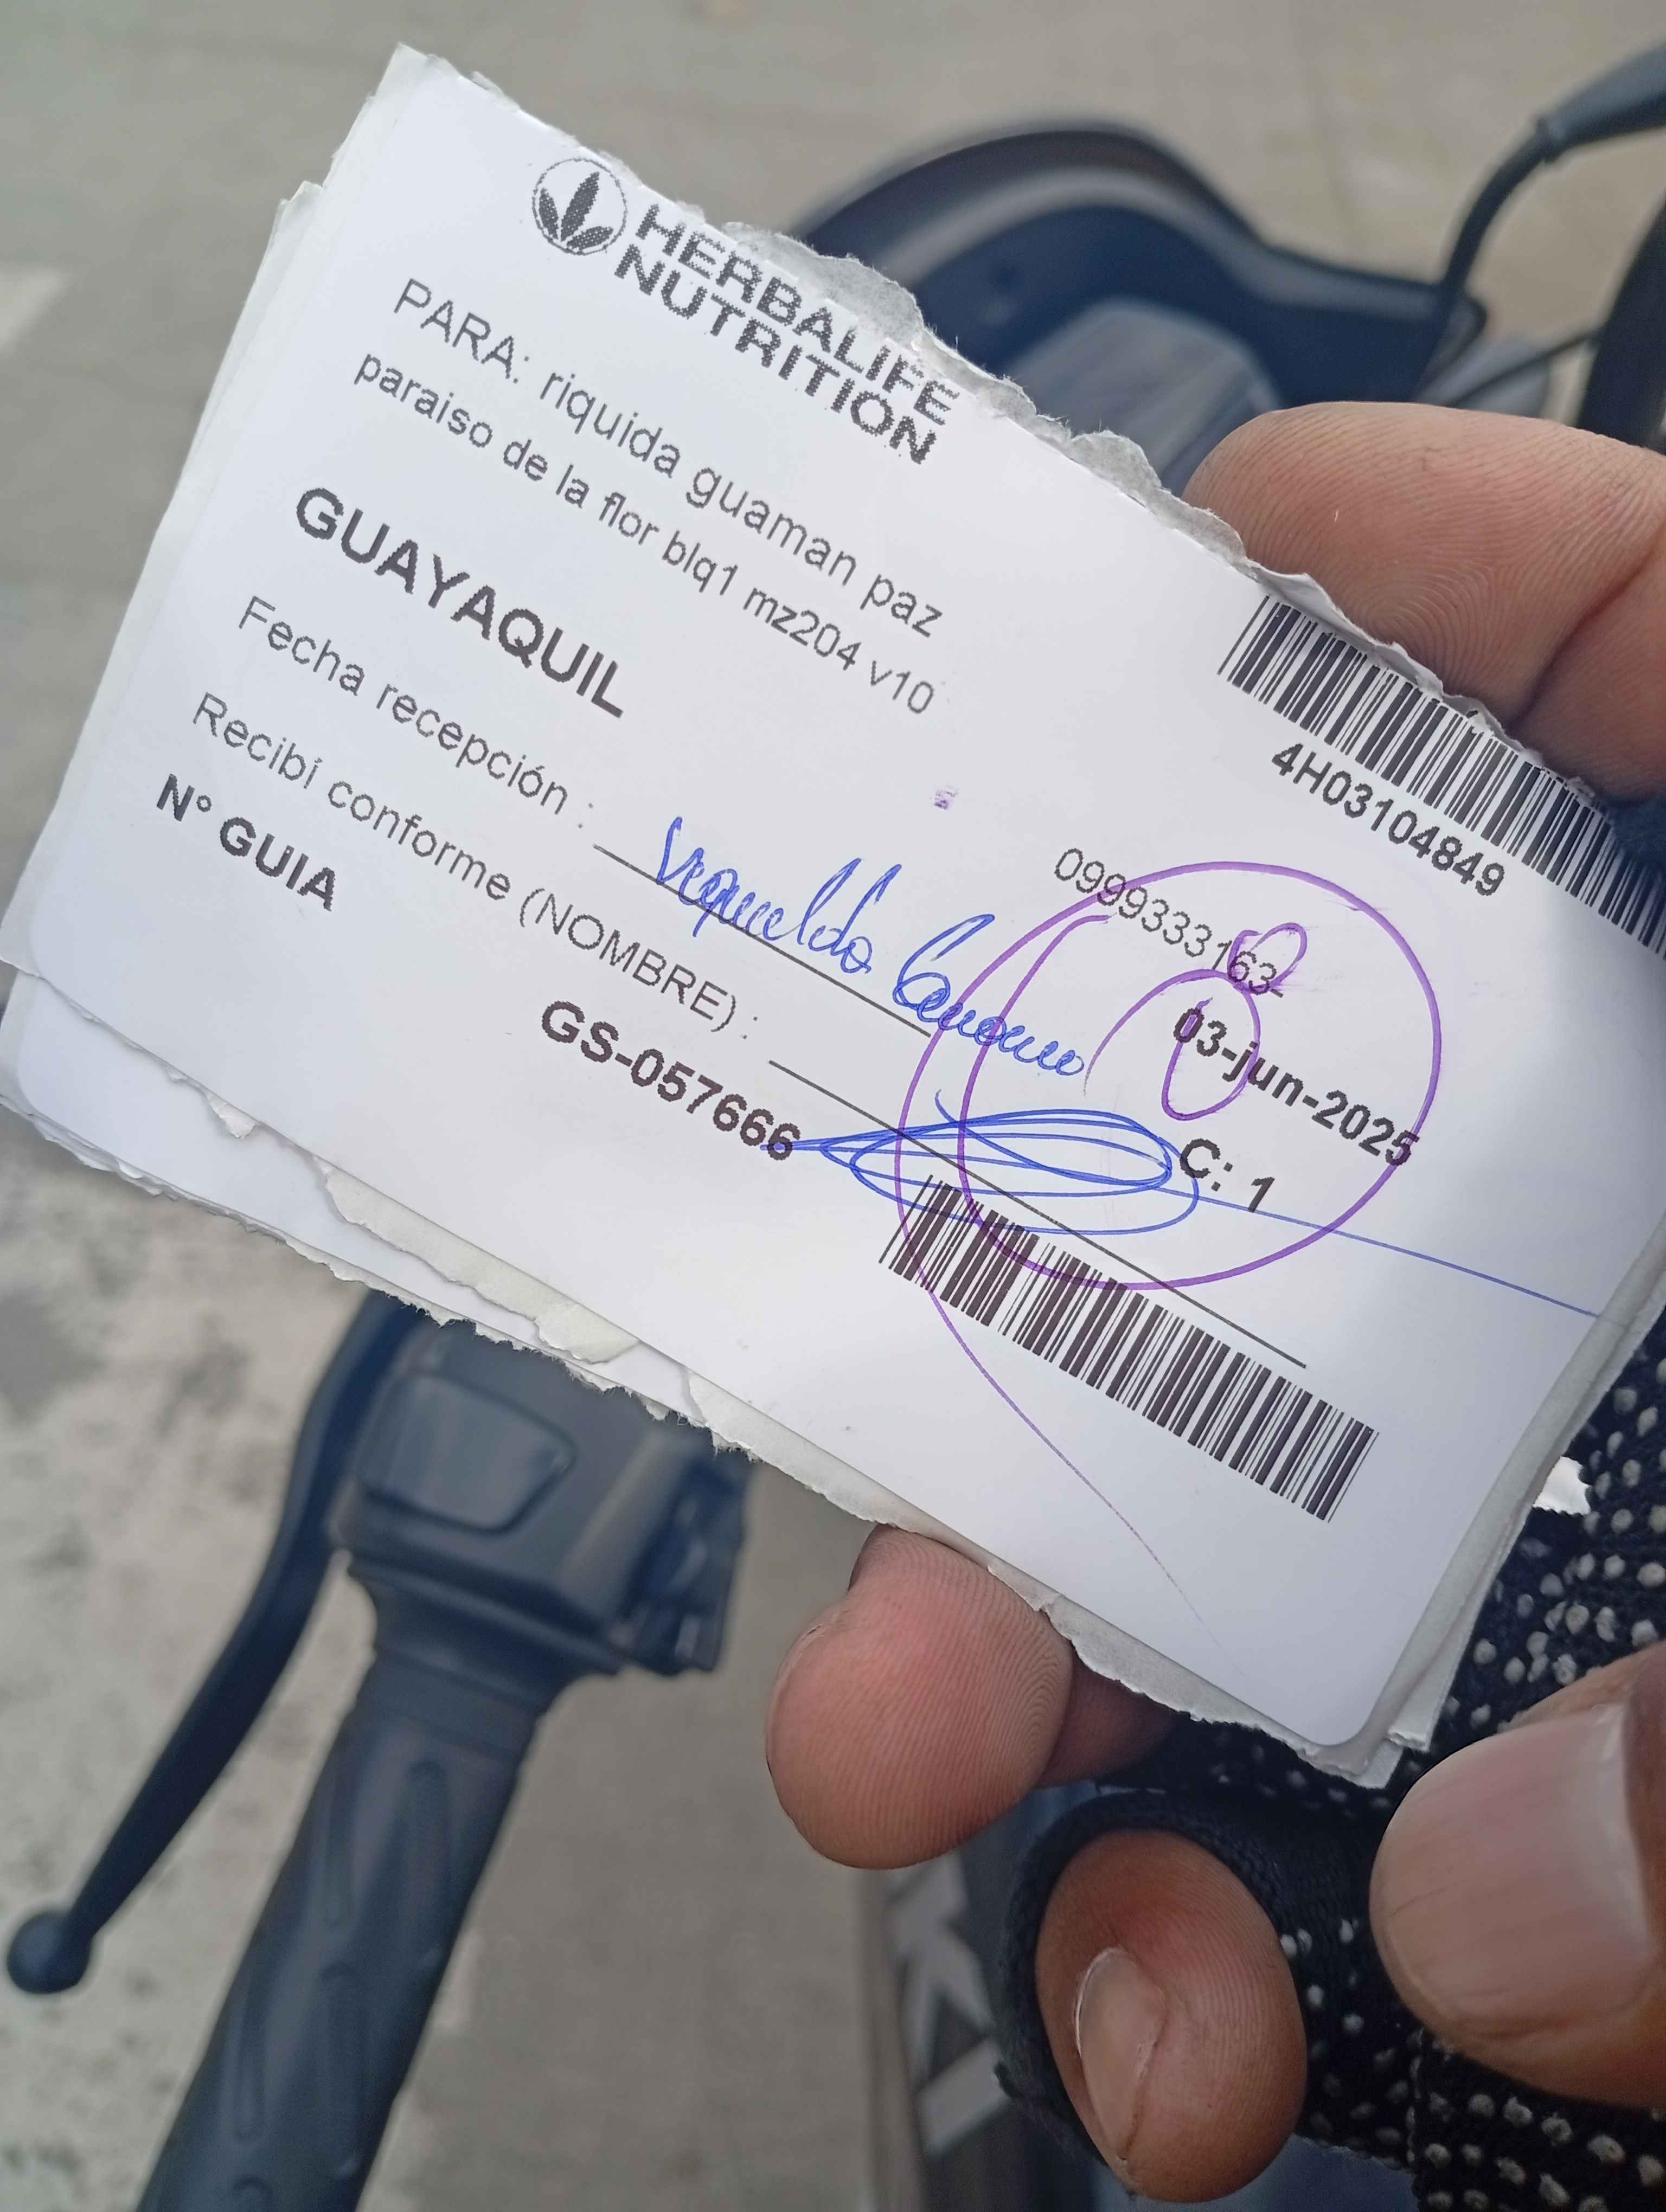 HERBALIFE
NUTRITION
4H03104849
PARA: riquida guaman paz
paraiso de la flor blq1 mz204 v10
GUAYAQUIL
0999333163-
Fecha recepción :
03-jun-2025
Recibí conforme (NOMBRE) :
C: 1
N° GUIA
GS-057666